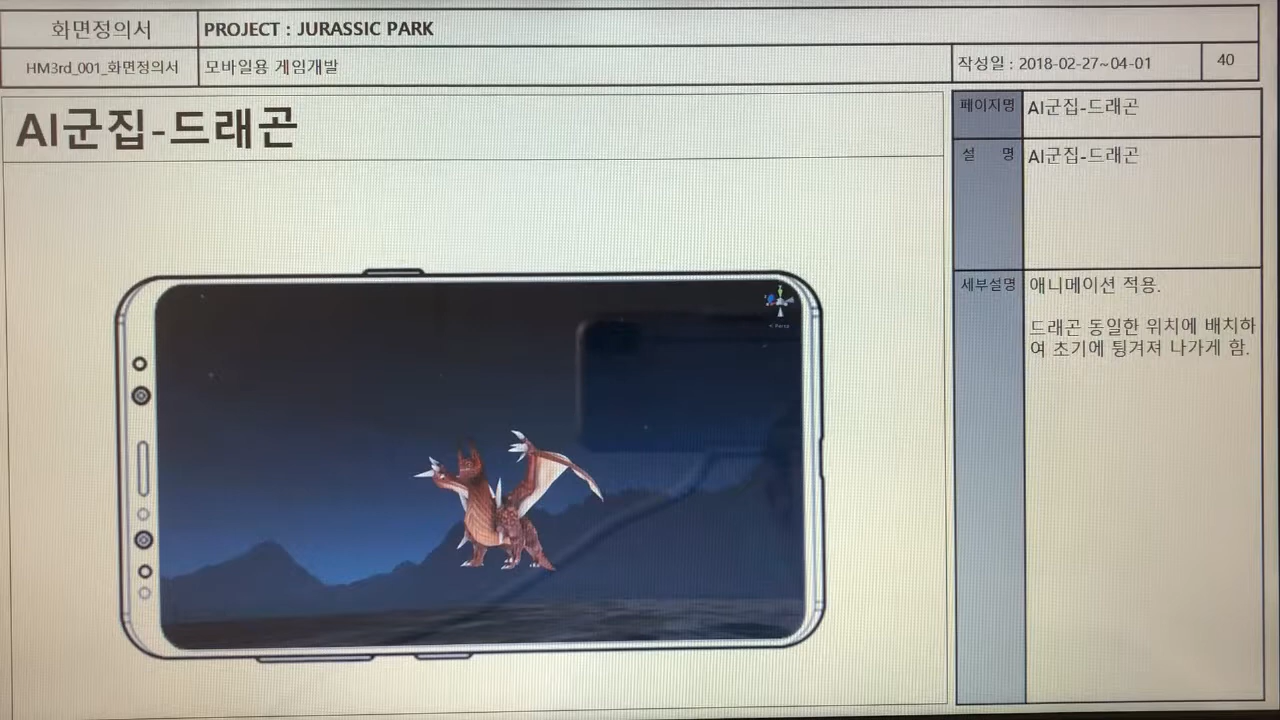 화면정의서
PROJECT : JURASSIC PARK
HM3rd_001_화면정의서
모바일용 게임개발
작성일 : 2018-02-27~04-01
40
AI군집-드래곤
페이지명
AI군집-드래곤
설 명
AI군집-드래곤
세부설명
애니메이션 적용.
드래곤 동일한 위치에 배치하
여 초기에 튕겨져 나가게 함.
< Persp